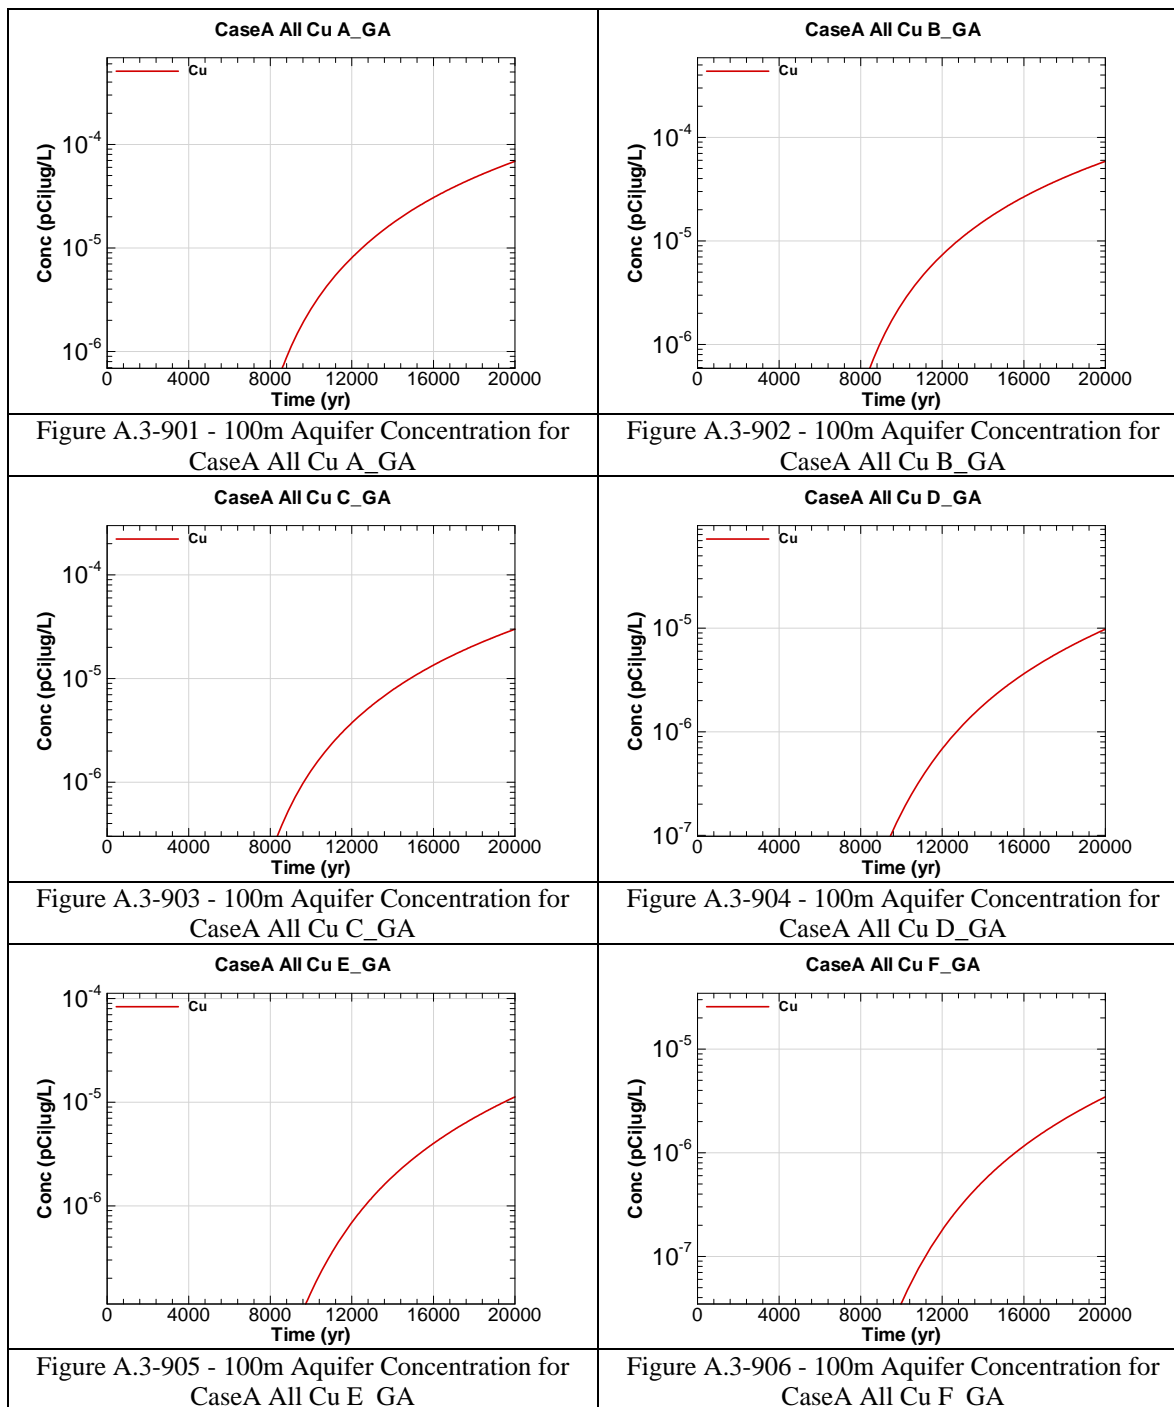 CaseA All Cu A_GA
Cu
Conc (pCi|ug/L)
10-4
10-5
10-6
0 4000 8000 12000 16000 20000
Time (yr)
Figure A.3-901 - 100m Aquifer Concentration for
CaseA All Cu A_GA
CaseA All Cu B_GA
Cu
Conc (pCi|ug/L)
10-4
10-5
10-6
0 4000 8000 12000 16000 20000
Time (yr)
Figure A.3-902 - 100m Aquifer Concentration for
CaseA All Cu B_GA
CaseA All Cu C_GA
Cu
Conc (pCi|ug/L)
10-4
10-5
10-6
0 4000 8000 12000 16000 20000
Time (yr)
Figure A.3-903 - 100m Aquifer Concentration for
CaseA All Cu C_GA
CaseA All Cu D_GA
Cu
Conc (pCi|ug/L)
10-5
10-6
10-7
0 4000 8000 12000 16000 20000
Time (yr)
Figure A.3-904 - 100m Aquifer Concentration for
CaseA All Cu D_GA
CaseA All Cu E_GA
Cu
Conc (pCi|ug/L)
10-4
10-5
10-6
0 4000 8000 12000 16000 20000
Time (yr)
Figure A.3-905 - 100m Aquifer Concentration for
CaseA All Cu E_GA
CaseA All Cu F_GA
Cu
Conc (pCi|ug/L)
10-5
10-6
10-7
0 4000 8000 12000 16000 20000
Time (yr)
Figure A.3-906 - 100m Aquifer Concentration for
CaseA All Cu F_GA